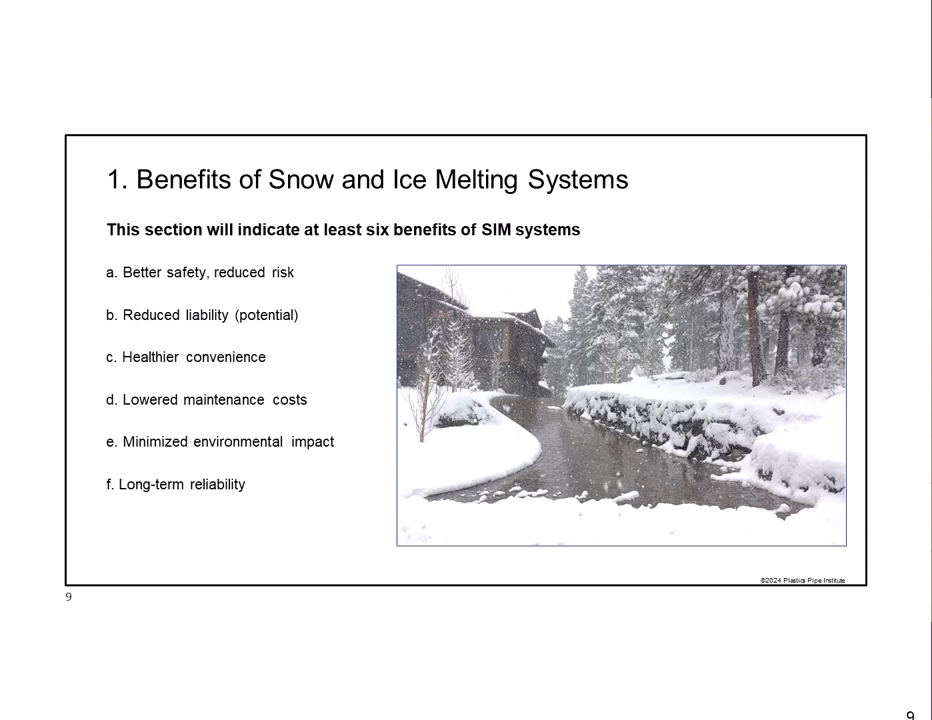 1. Benefits of Snow and Ice Melting Systems
This section will indicate at least six benefits of SIM systems
a. Better safety, reduced risk
b. Reduced liability (potential)
c. Healthier convenience
d. Lowered maintenance costs
e. Minimized environmental impact
f. Long-term reliability
©2024 Plastics Pipe Institute
9
9